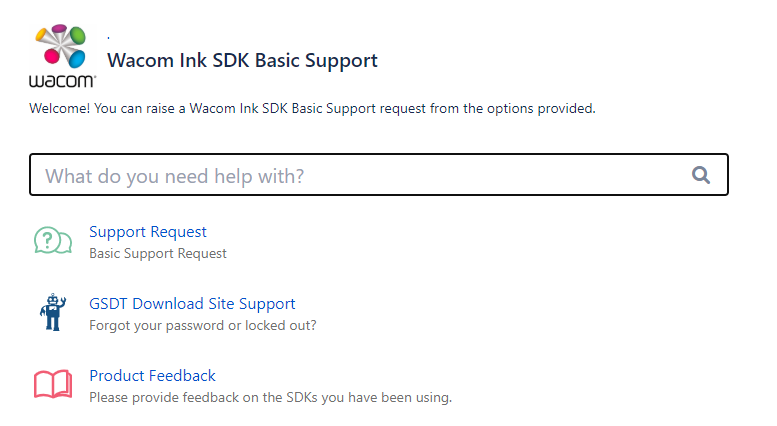 .
Wacom Ink SDK Basic Support
wacom®
Welcome! You can raise a Wacom Ink SDK Basic Support request from the options provided.
What do you need help with?
Support Request
Basic Support Request
GSDT Download Site Support
Forgot your password or locked out?
Product Feedback
Please provide feedback on the SDKs you have been using.